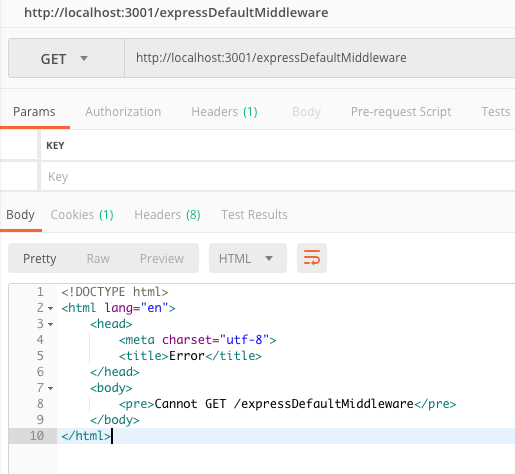 http://localhost:3001/expressDefaultMiddleware
GET http://localhost:3001/expressDefaultMiddleware
Params Authorization Headers (1) Body Pre-request Script Tests
KEY
Key
Body Cookies (1) Headers (8) Test Results
Pretty Raw Preview HTML
1 <!DOCTYPE html>
2 <html lang="en">
3 <head>
4 <meta charset="utf-8">
5 <title>Error</title>
6 </head>
7 <body>
8 <pre>Cannot GET /expressDefaultMiddleware</pre>
9 </body>
10 </html>